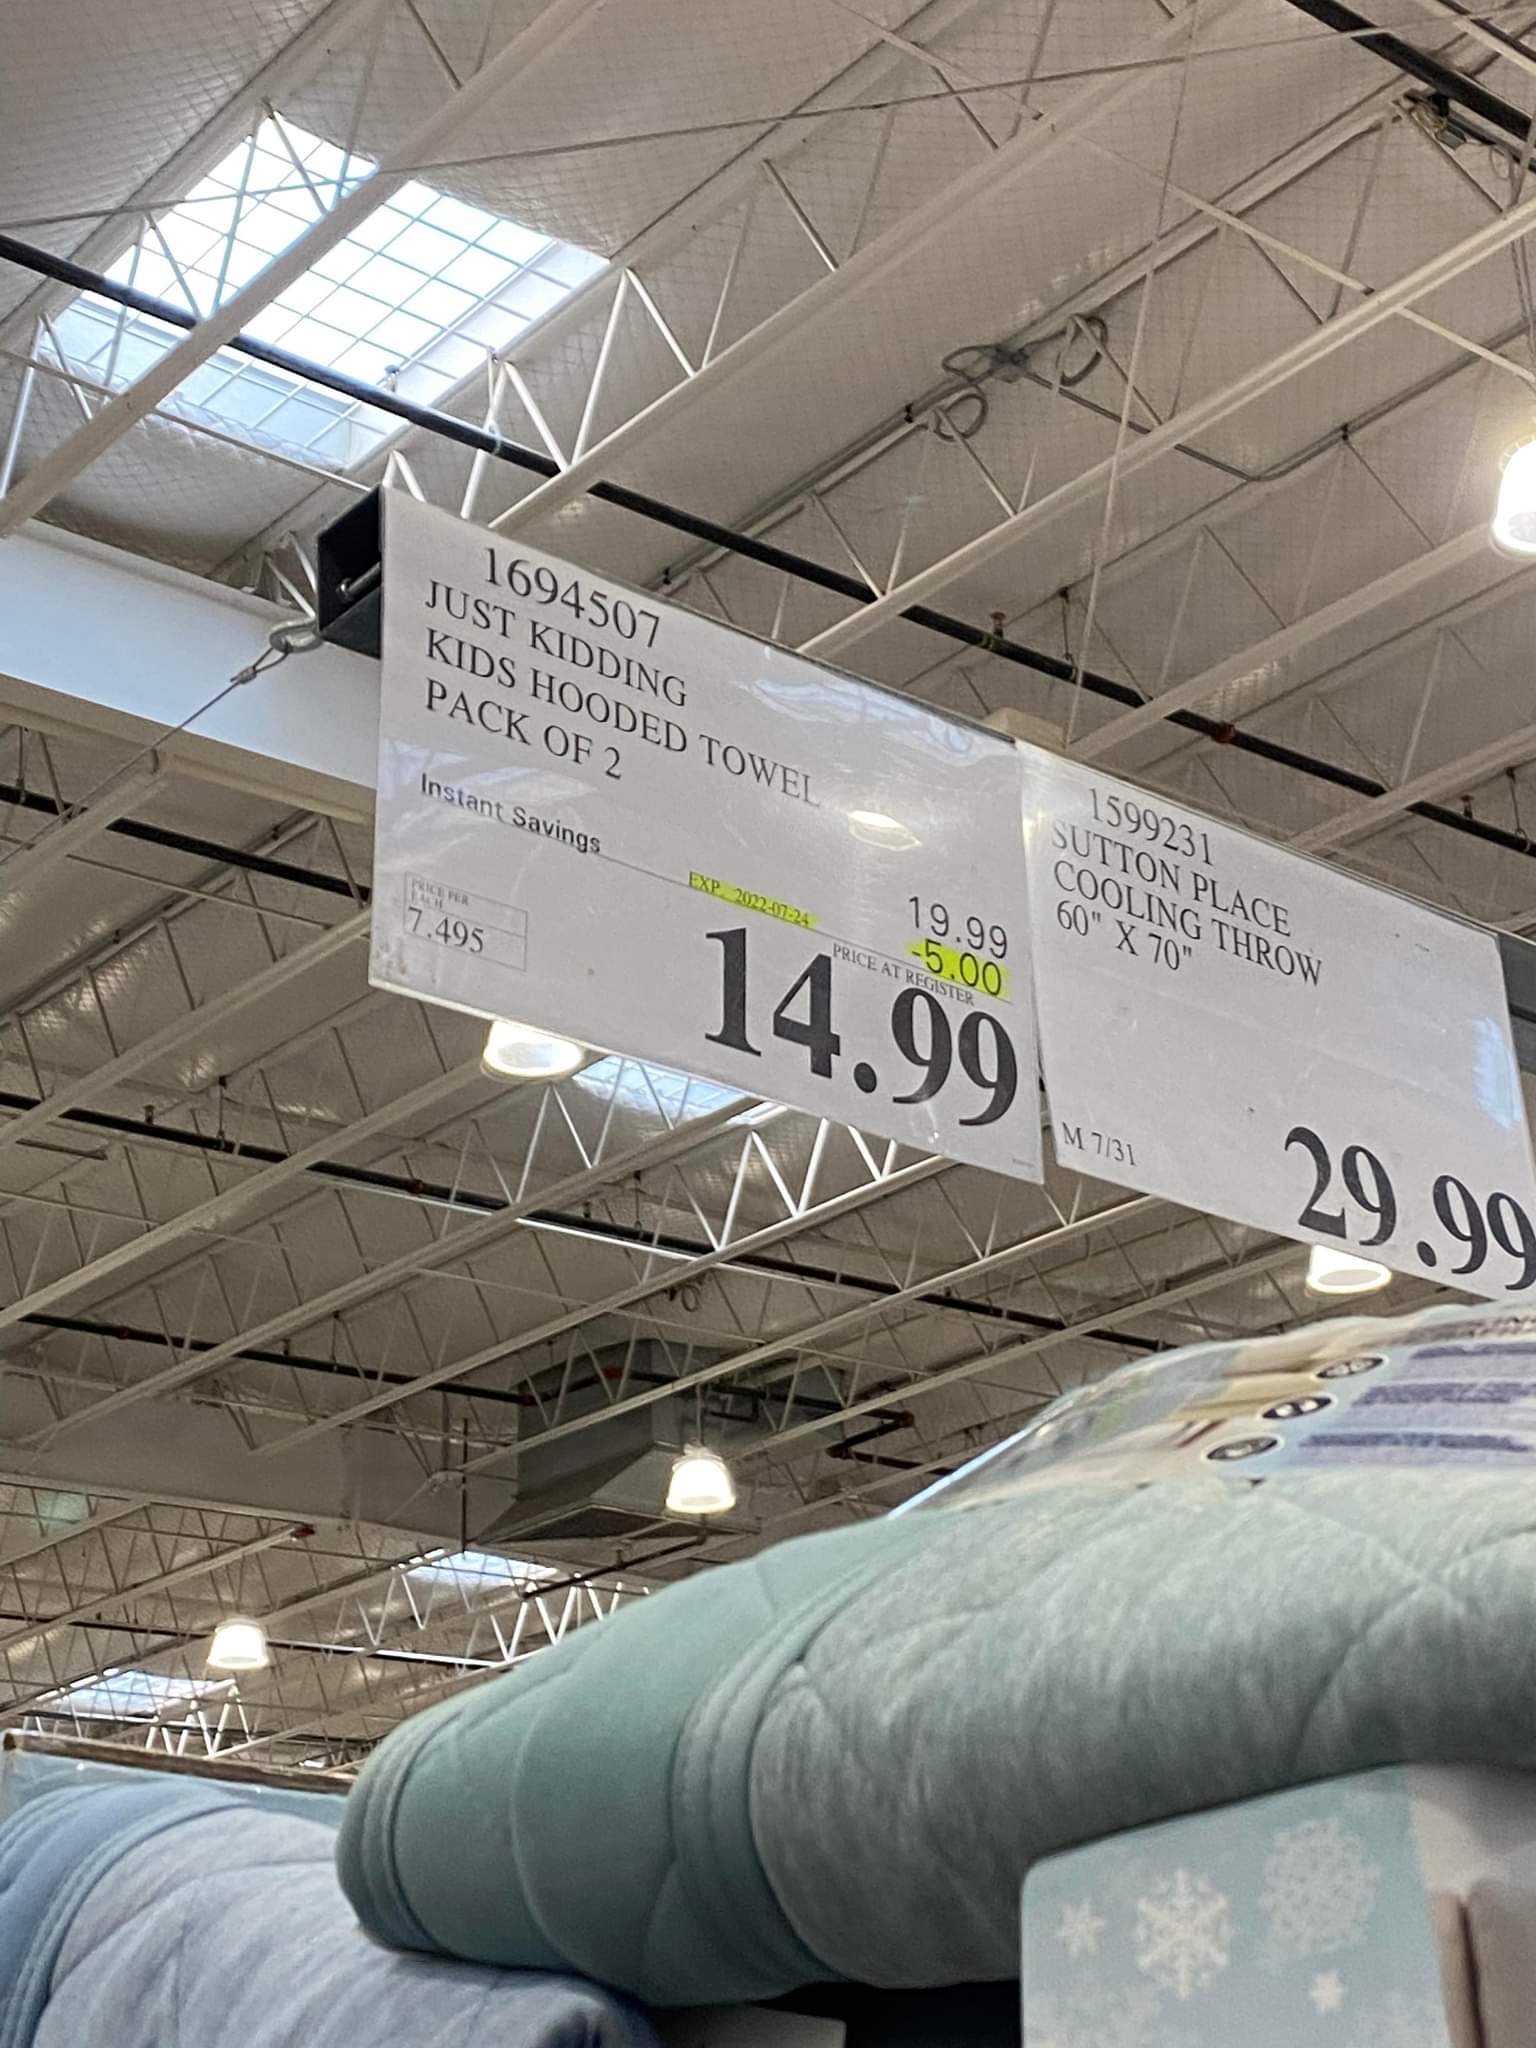 1694507
JUST KIDDING
KIDS HOODED TOWEL
PACK OF 2
Instant Savings
EXP. 2022-07-24
19.99
-5.00
PRICE PER
EACH
7.495
PRICE AT REGISTER
14.99
1599231
SUTTON PLACE
COOLING THROW
60" X 70"
M 7/31
29.99